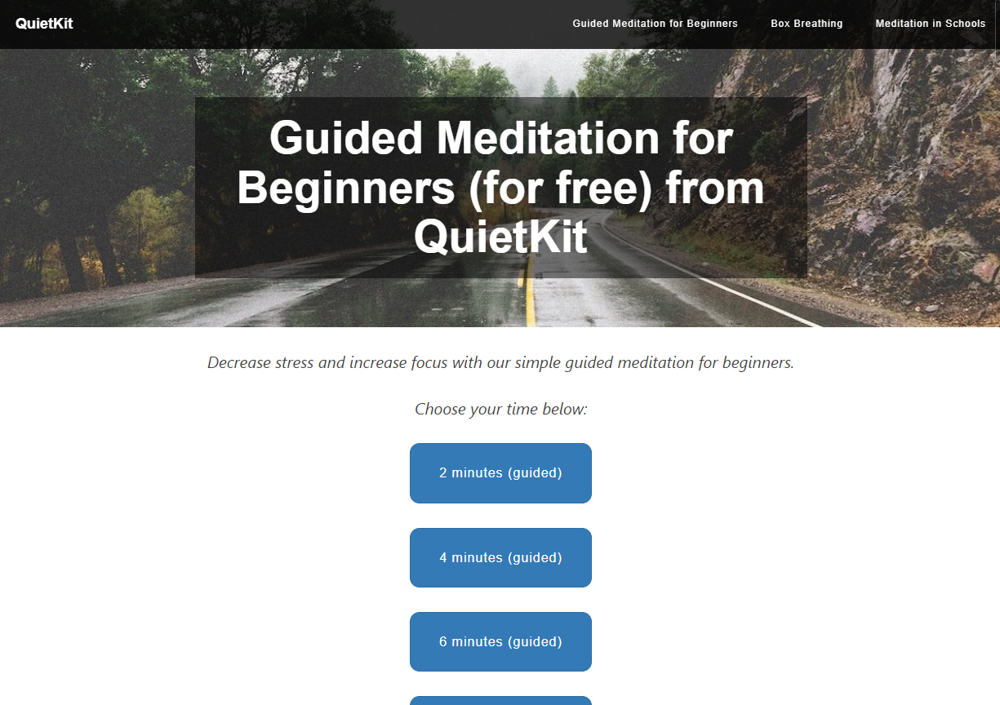 QuietKit
Guided Meditation for Beginners
Box Breathing
Meditation in Schools
Guided Meditation for
Beginners (for free) from
QuietKit
Decrease stress and increase focus with our simple guided meditation for beginners.
Choose your time below:
2 minutes (guided)
4 minutes (guided)
6 minutes (guided)